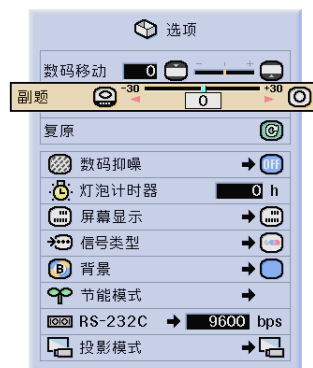 选项
数码移动 0 - +
-30 +30
副题 0
复原
数码抑噪 OFF
灯泡计时器 0 h
屏幕显示
信号类型
B 背景
节能模式
RS-232C 9600 bps
投影模式